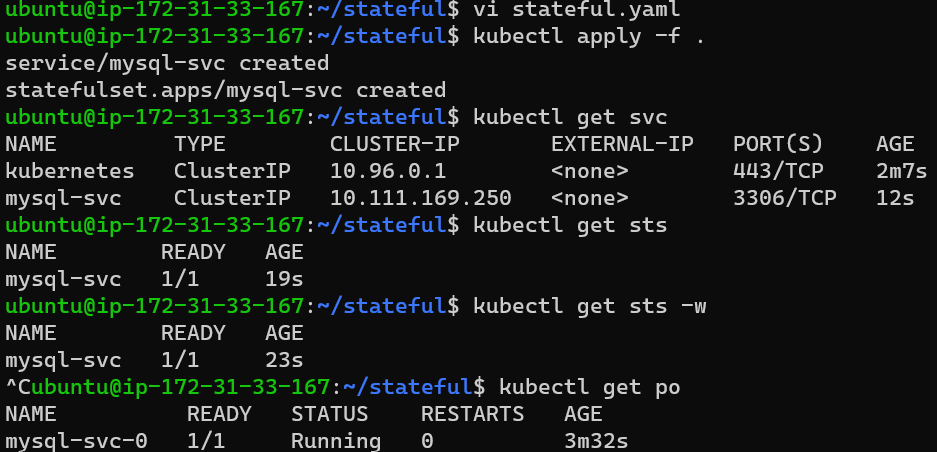 ubuntu@ip-172-31-33-167:~/stateful$ vi stateful.yaml
ubuntu@ip-172-31-33-167:~/stateful$ kubectl apply -f .
service/mysql-svc created
statefulset.apps/mysql-svc created
ubuntu@ip-172-31-33-167:~/stateful$ kubectl get svc
NAME         TYPE        CLUSTER-IP       EXTERNAL-IP   PORT(S)    AGE
kubernetes   ClusterIP   10.96.0.1        <none>        443/TCP    2m7s
mysql-svc    ClusterIP   10.111.169.250   <none>        3306/TCP   12s
ubuntu@ip-172-31-33-167:~/stateful$ kubectl get sts
NAME        READY   AGE
mysql-svc   1/1     19s
ubuntu@ip-172-31-33-167:~/stateful$ kubectl get sts -w
NAME        READY   AGE
mysql-svc   1/1     23s
^Cubuntu@ip-172-31-33-167:~/stateful$ kubectl get po
NAME          READY   STATUS    RESTARTS   AGE
mysql-svc-0   1/1     Running   0          3m32s